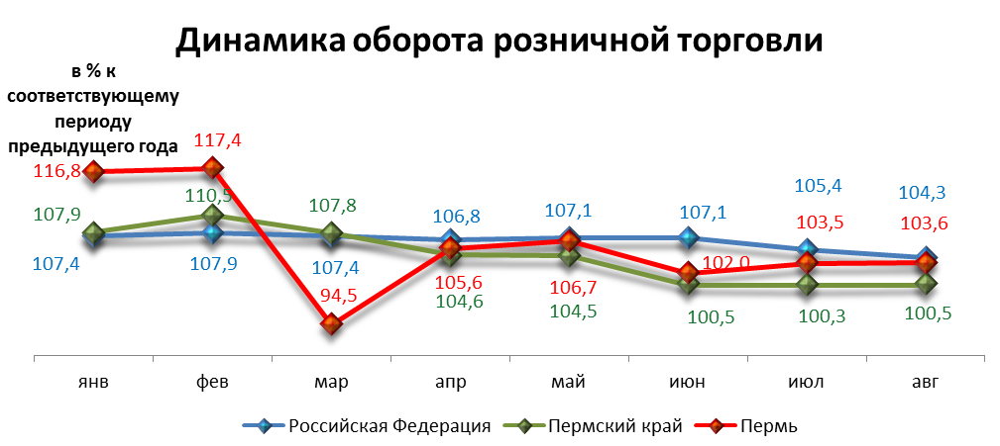 Динамика оборота розничной торговли
в % к
соответствующему
периоду
предыдущего года
116,8 117,4
107,9 110,5 107,8 106,8 107,1 107,1 105,4 104,3
103,5 103,6
107,4 107,9 107,4 102,0
94,5 105,6 106,7
104,6 104,5 100,5 100,3 100,5
янв фев мар апр май июн июл авг
Российская Федерация Пермский край Пермь